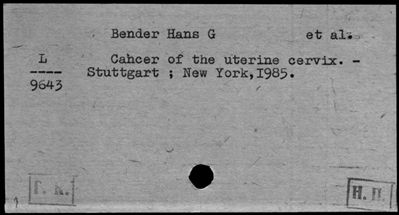 Bender Hans G et al.
L
Cahcer of the uterine cervix. -
----
Stuttgart ; New York,1985.
9643
Г. К.
Н. П.